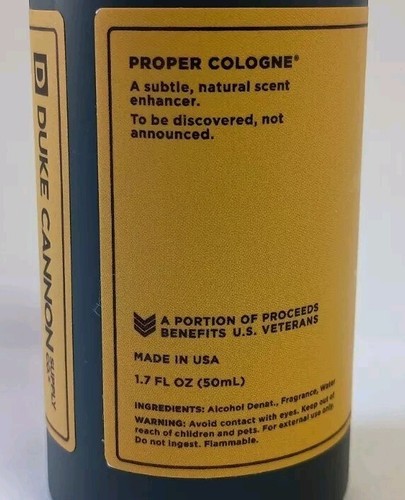 D DUKE CANNON SUPPLY CO.
PROPER COLOGNE®
A subtle, natural scent
enhancer.
To be discovered, not
announced.
A PORTION OF PROCEEDS
BENEFITS U.S. VETERANS
MADE IN USA
1.7 FL OZ (50mL)
INGREDIENTS: Alcohol Denat., Fragrance, Water
WARNING: Avoid contact with eyes. Keep out of
reach of children and pets. For external use only.
Do not ingest. Flammable.